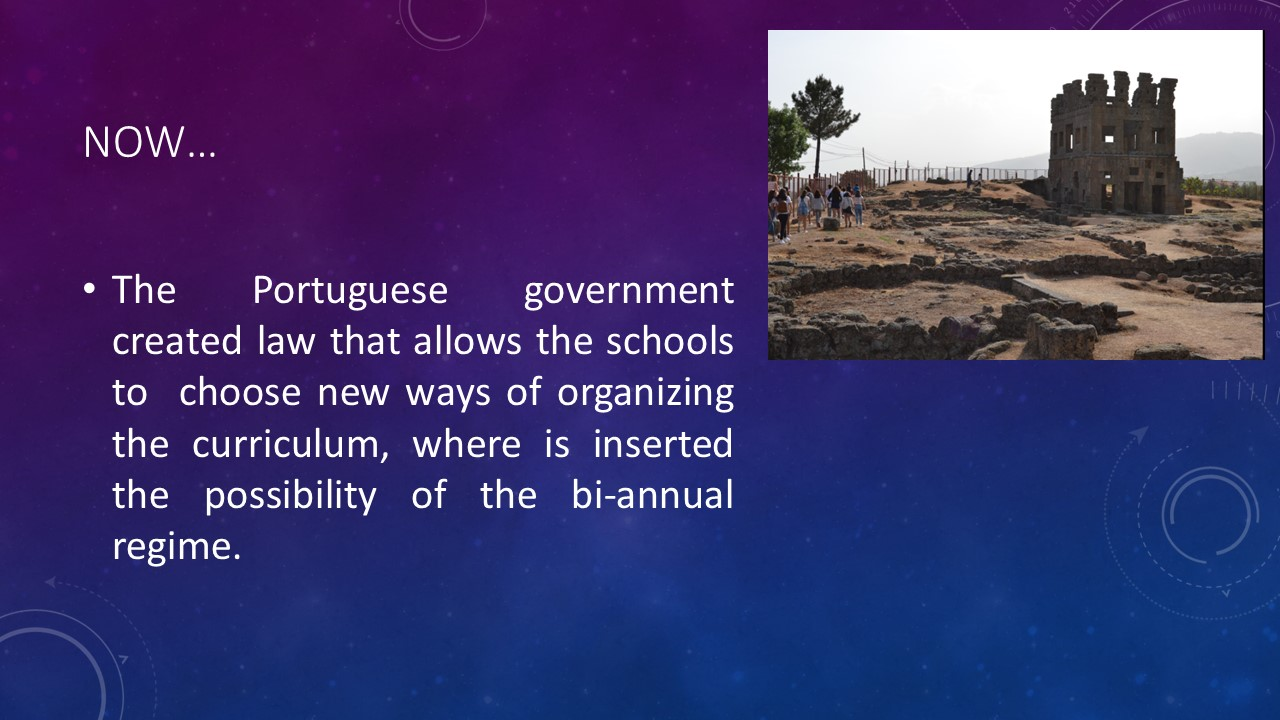 NOW…
• The Portuguese government
created law that allows the schools
to choose new ways of organizing
the curriculum, where is inserted
the possibility of the bi-annual
regime.